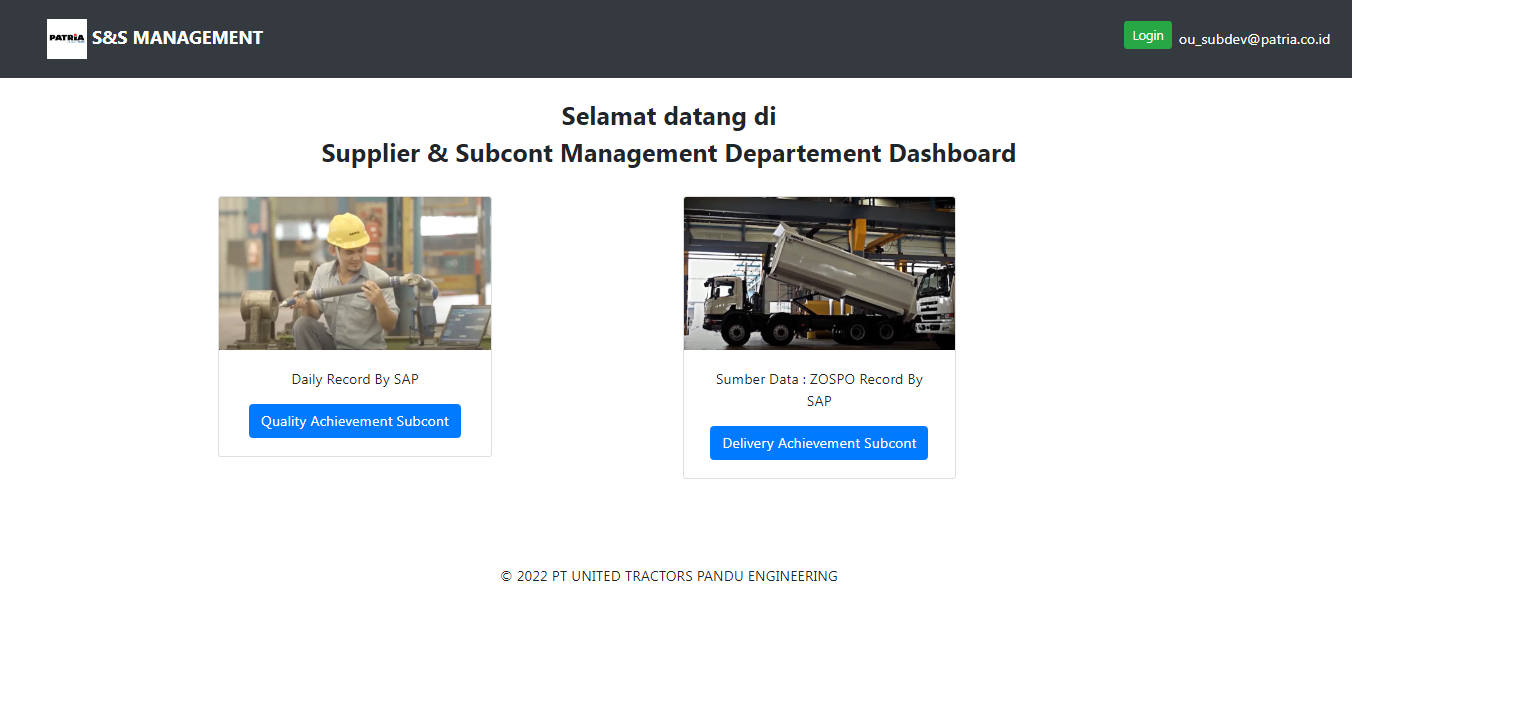 PATRIA
S&S MANAGEMENT
Login
ou_subdev@patria.co.id
Selamat datang di
Supplier & Subcont Management Departement Dashboard
Daily Record By SAP
Quality Achievement Subcont
Sumber Data : ZOSPO Record By
SAP
Delivery Achievement Subcont
© 2022 PT UNITED TRACTORS PANDU ENGINEERING